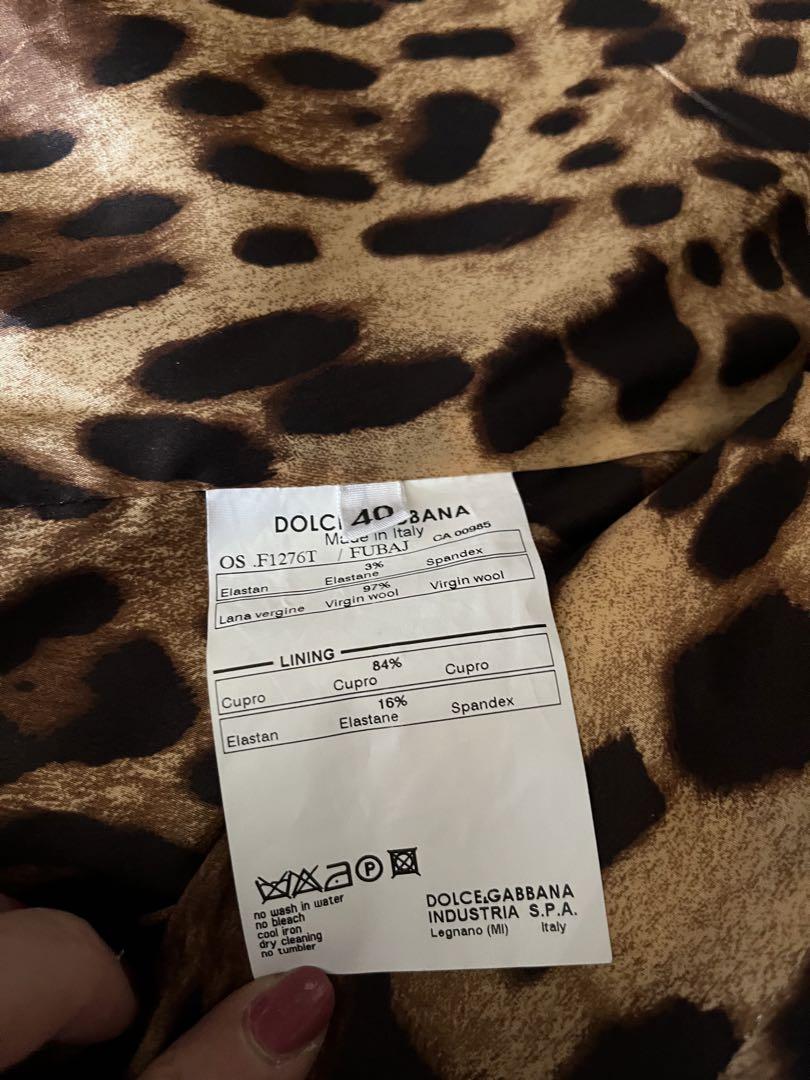 DOLC 40 BBANA
Made in Italy
OS .F1276T / FUBAJ CA 00985
3%
Elastan Elastane Spandex
97%
Lana vergine Virgin wool Virgin wool
LINING
84%
Cupro Cupro Cupro
16%
Elastan Elastane Spandex
P
no wash in water
no bleach
cool iron
dry cleaning
no tumbler
DOLCE&GABBANA
INDUSTRIA S.P.A.
Legnano (MI) Italy